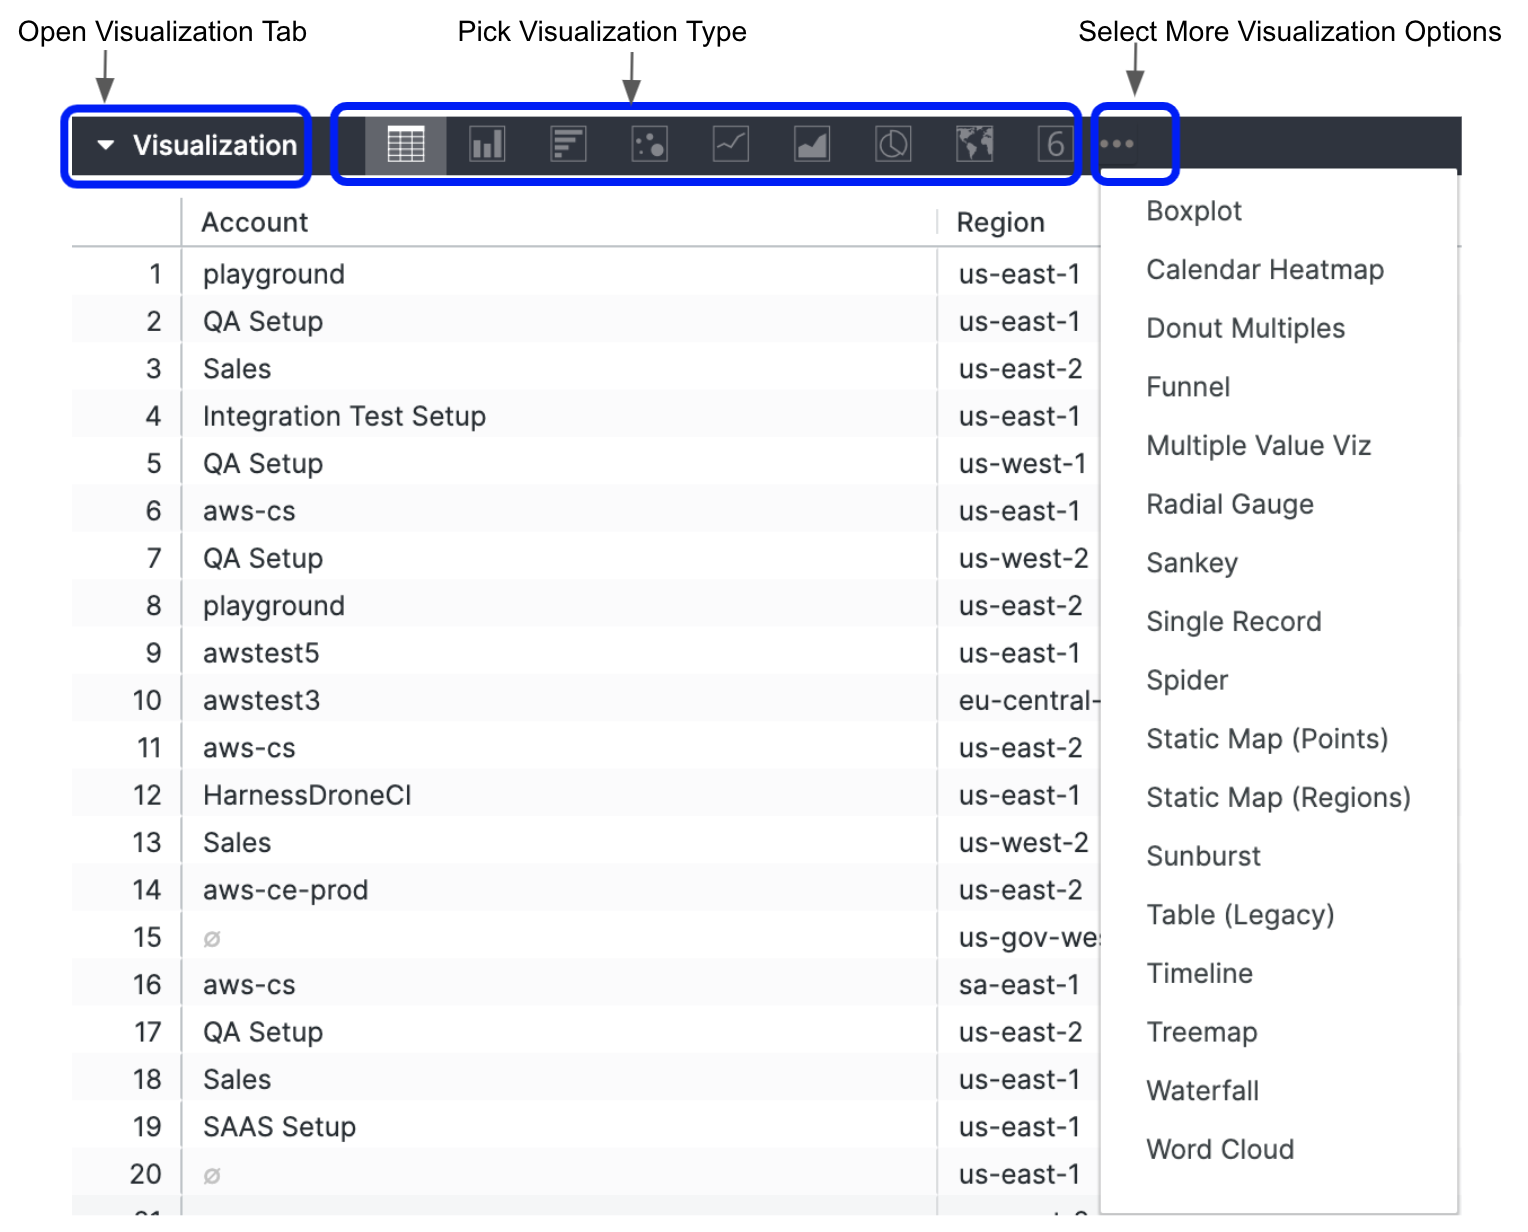 Open Visualization Tab
Pick Visualization Type
Select More Visualization Options
Visualization
6
Account Region
1 playground us-east-1
2 QA Setup us-east-1
3 Sales us-east-2
4 Integration Test Setup us-east-1
5 QA Setup us-west-1
6 aws-cs us-east-1
7 QA Setup us-west-2
8 playground us-east-2
9 awstest5 us-east-1
10 awstest3 eu-central-
11 aws-cs us-east-2
12 HarnessDroneCI us-east-1
13 Sales us-west-2
14 aws-ce-prod us-east-2
15 ∅ us-gov-we
16 aws-cs sa-east-1
17 QA Setup us-east-2
18 Sales us-east-1
19 SAAS Setup us-east-1
20 ∅ us-east-1
Boxplot
Calendar Heatmap
Donut Multiples
Funnel
Multiple Value Viz
Radial Gauge
Sankey
Single Record
Spider
Static Map (Points)
Static Map (Regions)
Sunburst
Table (Legacy)
Timeline
Treemap
Waterfall
Word Cloud